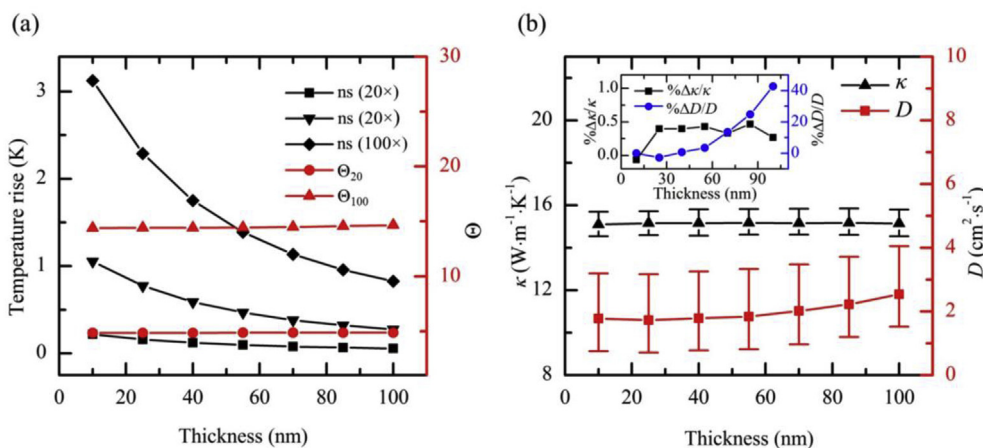 (a)
Temperature rise (K)
3
2
1
0
30
20
10
0
Θ
ns (20×)
ns (20×)
ns (100×)
Θ20
Θ100
0 20 40 60 80 100
Thickness (nm)
(b)
κ (W·m-1·K-1)
20
16
12
8
10
8
6
4
2
0
D (cm2·s-1)
%Δκ/κ
1.0
0.5
0.0
40
20
10
0
%ΔD/D
%Δκ/κ
%ΔD/D
30 60 90
Thickness (nm)
κ
D
0 20 40 60 80 100
Thickness (nm)